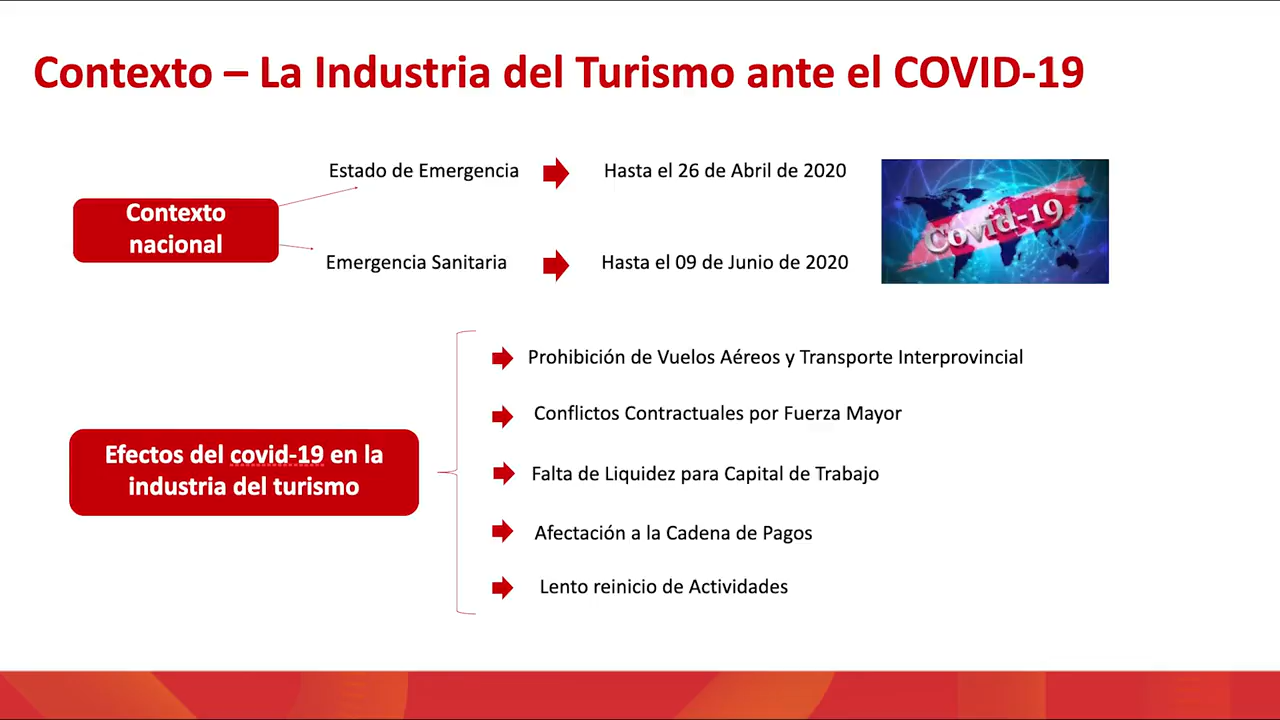 Contexto – La Industria del Turismo ante el COVID-19
Contexto
nacional
Estado de Emergencia
Hasta el 26 de Abril de 2020
Emergencia Sanitaria
Hasta el 09 de Junio de 2020
Covid-19
Efectos del covid-19 en la
industria del turismo
Prohibición de Vuelos Aéreos y Transporte Interprovincial
Conflictos Contractuales por Fuerza Mayor
Falta de Liquidez para Capital de Trabajo
Afectación a la Cadena de Pagos
Lento reinicio de Actividades